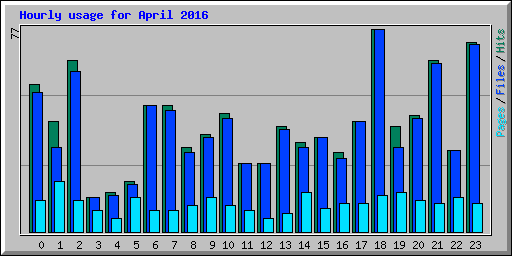 Hourly usage for April 2016
77
Pages/Files/Hits
0 1 2 3 4 5 6 7 8 9 10 11 12 13 14 15 16 17 18 19 20 21 22 23